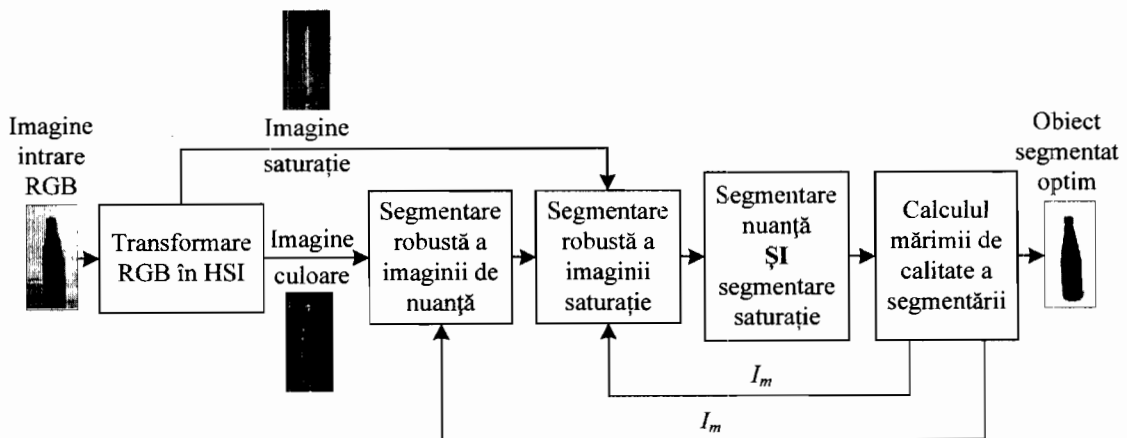 Imagine
saturație
Imagine
intrare
RGB
Transformare
RGB în HSI
Imagine
culoare
Segmentare
robustă a
imaginii de
nuanță
Segmentare
robustă a
imaginii
saturație
Segmentare
nuanță
ȘI
segmentare
saturație
Calculul
mărimii de
calitate a
segmentării
Obiect
segmentat
optim
I_m
I_m